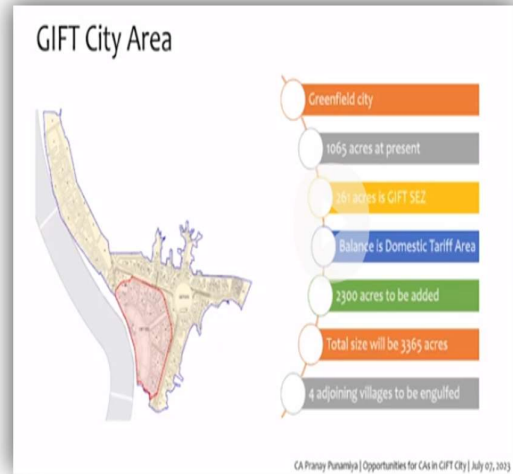 GIFT City Area
Greenfield city
1065 acres at present
261 acres is GIFT SEZ
Balance is Domestic Tariff Area
2300 acres to be added
Total size will be 3365 acres
4 adjoining villages to be engulfed
CA Pranay Punamiya | Opportunities for CAs in GIFT City | July 07, 2023